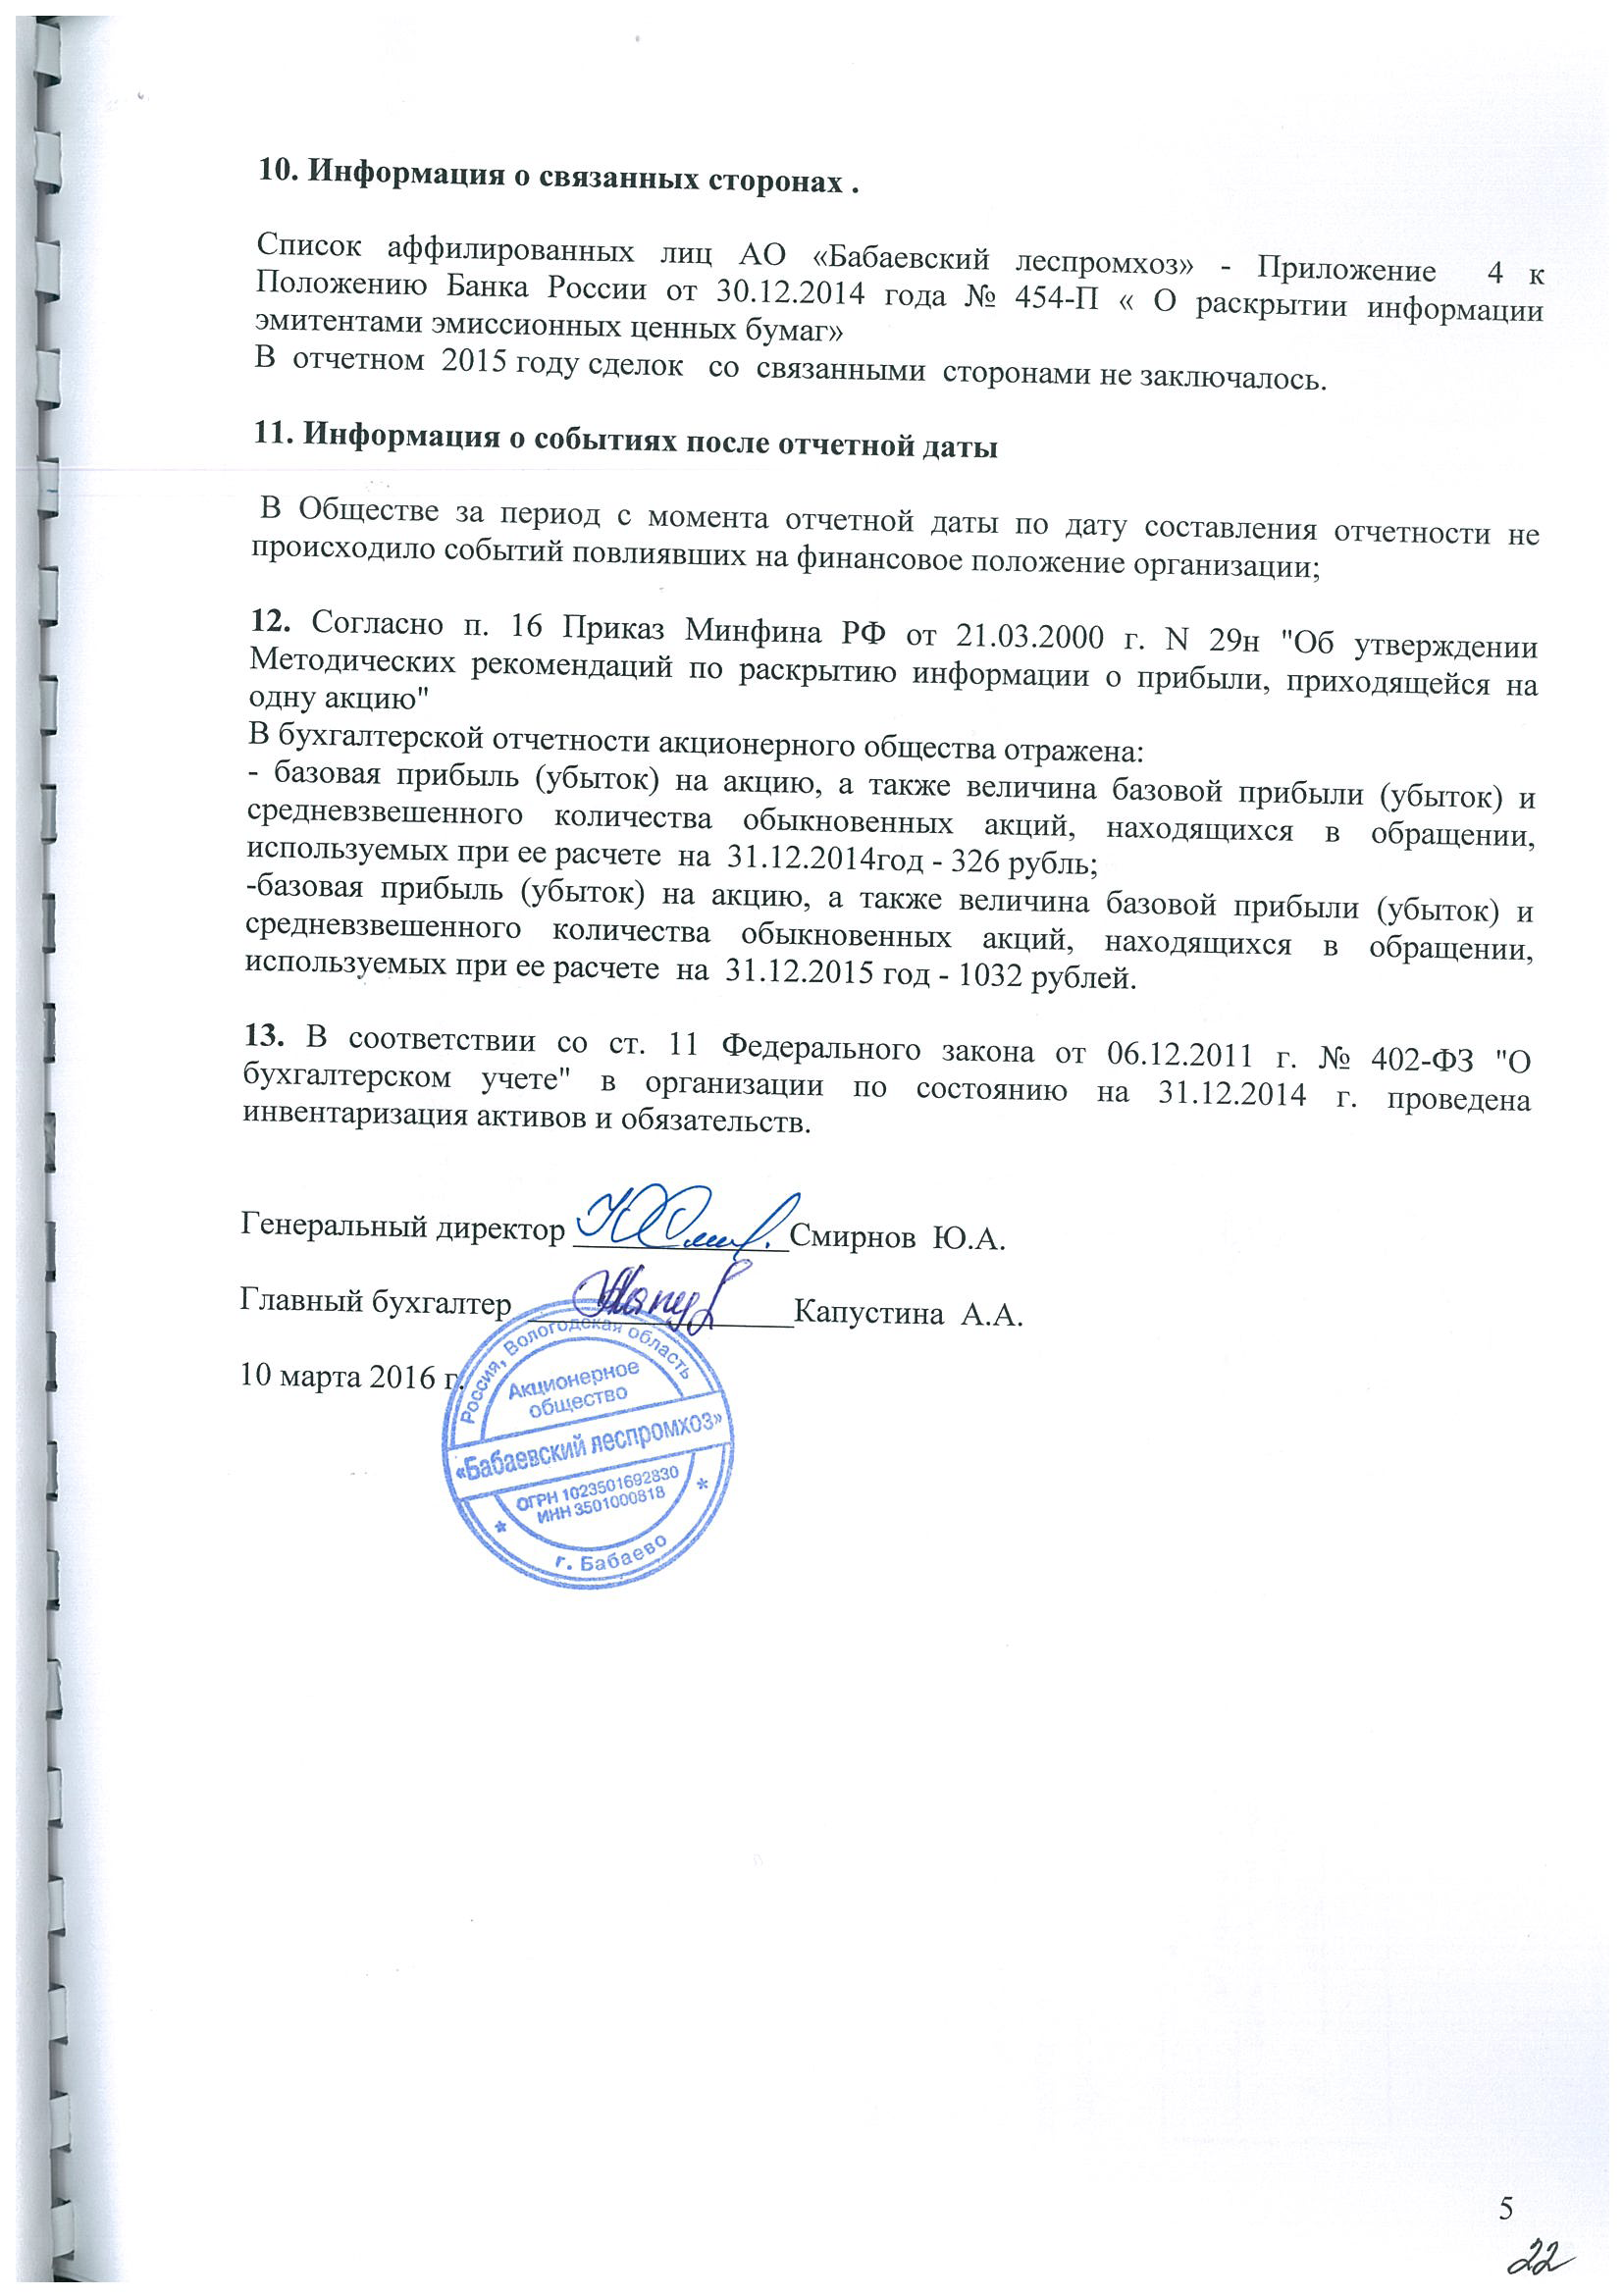 10. Информация о связанных сторонах .
Список аффилированных лиц АО «Бабаевский леспромхоз» - Приложение 4 к
Положению Банка России от 30.12.2014 года № 454-П « О раскрытии информации
эмитентами эмиссионных ценных бумаг»
В отчетном 2015 году сделок со связанными сторонами не заключалось.
11. Информация о событиях после отчетной даты
В Обществе за период с момента отчетной даты по дату составления отчетности не
происходило событий повлиявших на финансовое положение организации;
12. Согласно п. 16 Приказ Минфина РФ от 21.03.2000 г. N 29н "Об утверждении
Методических рекомендаций по раскрытию информации о прибыли, приходящейся на
одну акцию"
В бухгалтерской отчетности акционерного общества отражена:
- базовая прибыль (убыток) на акцию, а также величина базовой прибыли (убыток) и
средневзвешенного количества обыкновенных акций, находящихся в обращении,
используемых при ее расчете на 31.12.2014год - 326 рубль;
-базовая прибыль (убыток) на акцию, а также величина базовой прибыли (убыток) и
средневзвешенного количества обыкновенных акций, находящихся в обращении,
используемых при ее расчете на 31.12.2015 год - 1032 рублей.
13. В соответствии со ст. 11 Федерального закона от 06.12.2011 г. № 402-ФЗ "О
бухгалтерском учете" в организации по состоянию на 31.12.2014 г. проведена
инвентаризация активов и обязательств.
Генеральный директор Смирнов Ю.А.
Главный бухгалтер Капустина А.А.
10 марта 2016 г.
Россия, Вологодская область
Акционерное
общество
«Бабаевский леспромхоз»
ОГРН 1023501692830
ИНН 3501000818
* *
г. Бабаево
5
22